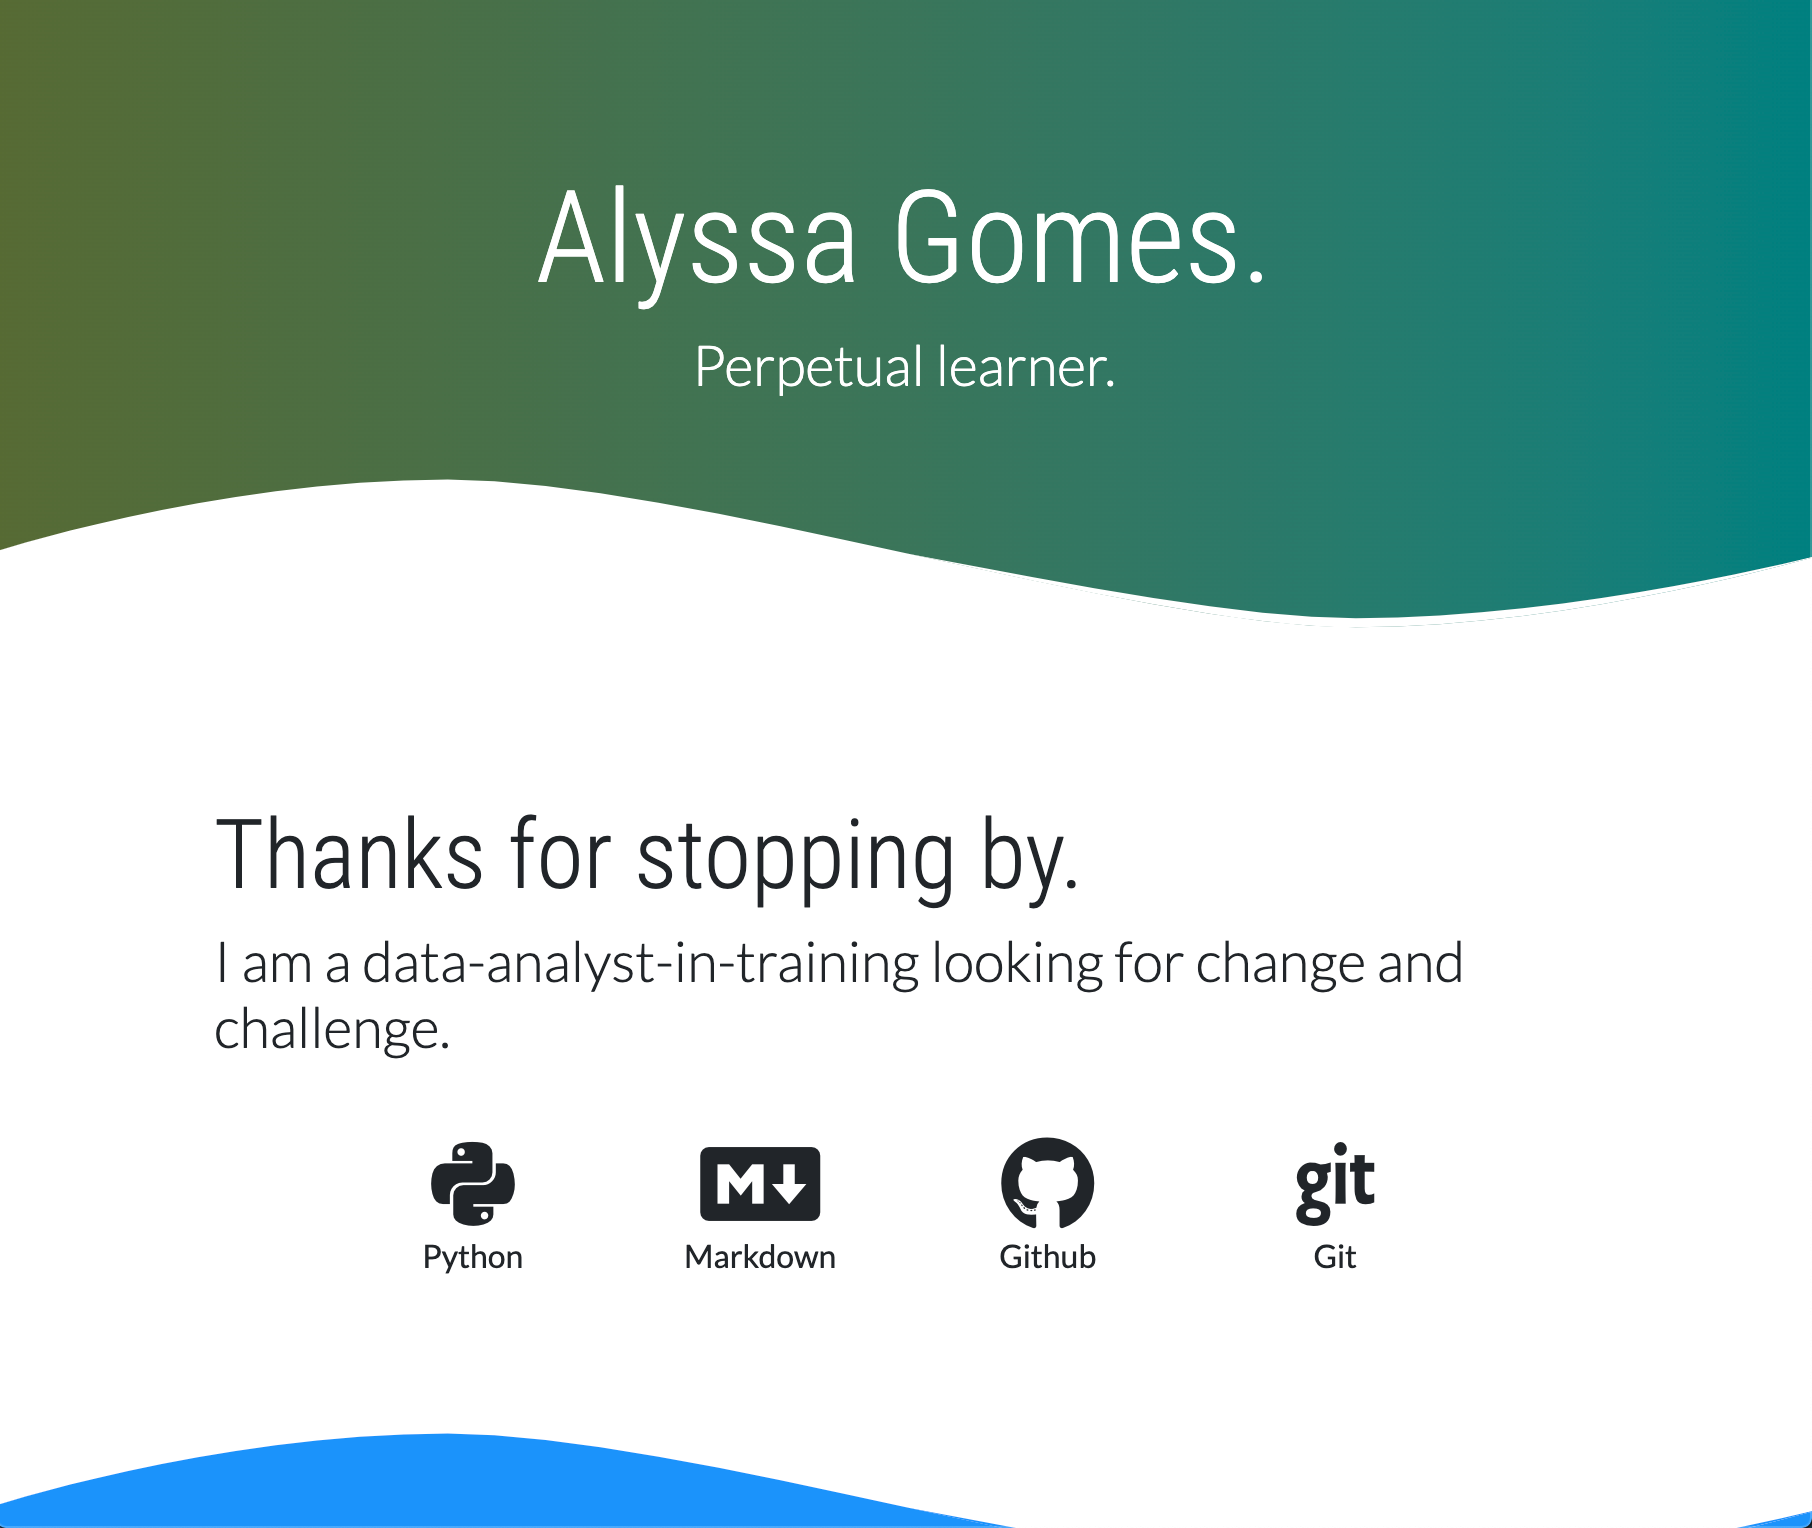 Alyssa Gomes.
Perpetual learner.
Thanks for stopping by.
I am a data-analyst-in-training looking for change and
challenge.
M
git
Python Markdown Github Git